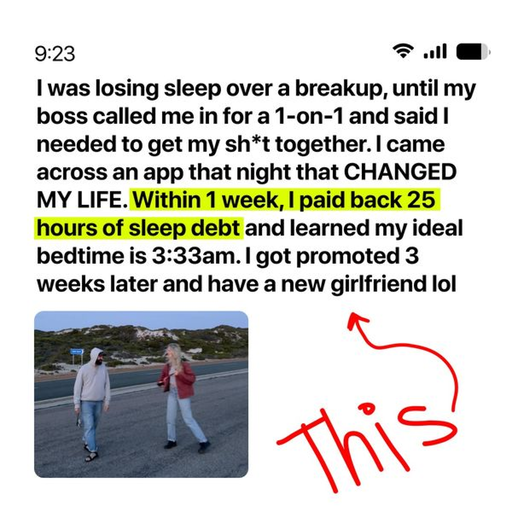 9:23
I was losing sleep over a breakup, until my
boss called me in for a 1-on-1 and said I
needed to get my sh*t together. I came
across an app that night that CHANGED
MY LIFE. Within 1 week, I paid back 25
hours of sleep debt and learned my ideal
bedtime is 3:33am. I got promoted 3
weeks later and have a new girlfriend lol
This